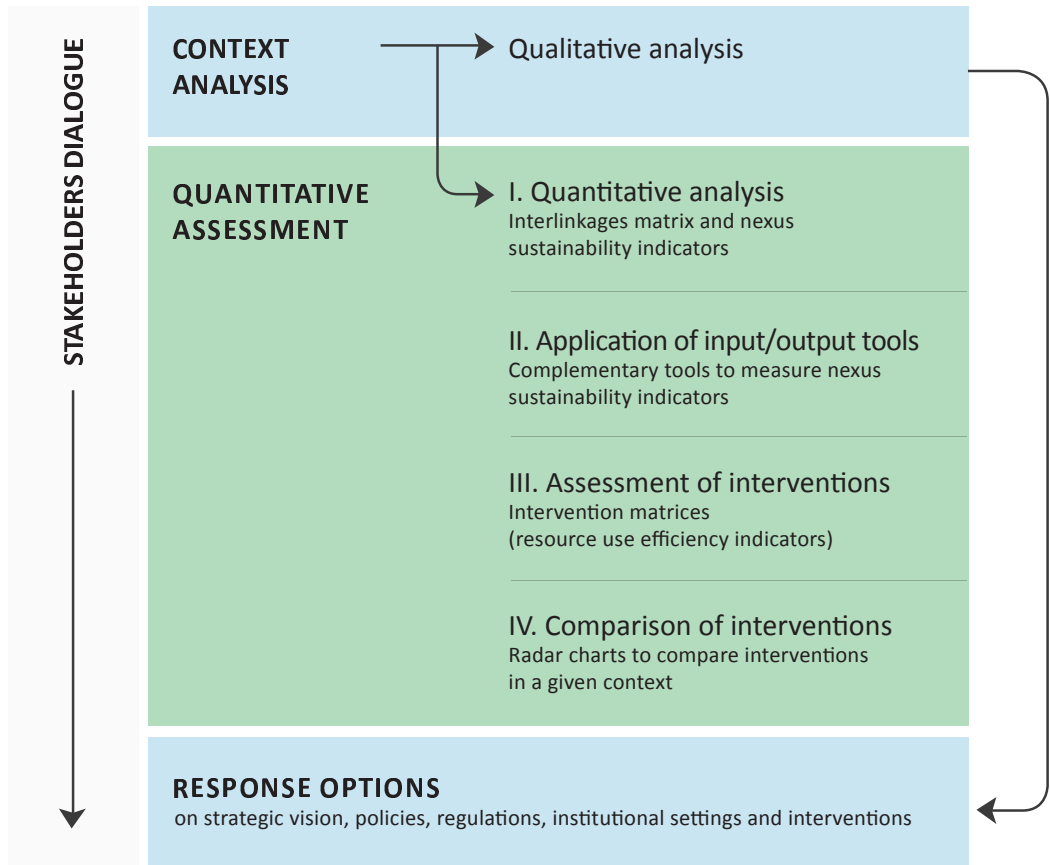 STAKEHOLDERS DIALOGUE
CONTEXT
ANALYSIS
Qualitative analysis
QUANTITATIVE
ASSESSMENT
I. Quantitative analysis
Interlinkages matrix and nexus
sustainability indicators
II. Application of input/output tools
Complementary tools to measure nexus
sustainability indicators
III. Assessment of interventions
Intervention matrices
(resource use efficiency indicators)
IV. Comparison of interventions
Radar charts to compare interventions
in a given context
RESPONSE OPTIONS
on strategic vision, policies, regulations, institutional settings and interventions